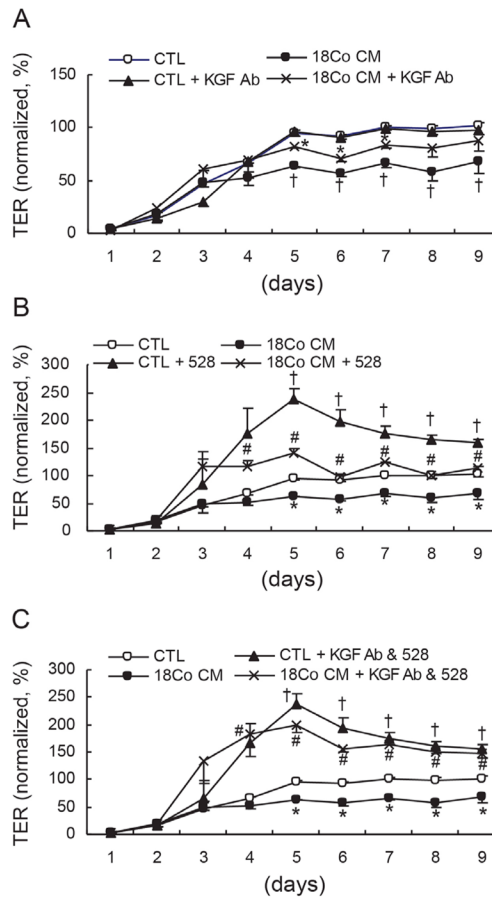 A
CTL 18Co CM
CTL + KGF Ab 18Co CM + KGF Ab
TER (normalized, %)
150
100
50
0
* * *
† † † † †
1 2 3 4 5 6 7 8 9
(days)
B
CTL 18Co CM
CTL + 528 18Co CM + 528
TER (normalized, %)
300
250
200
150
100
50
0
† † † † †
# # # # # #
* * * * *
1 2 3 4 5 6 7 8 9
(days)
C
CTL CTL + KGF Ab & 528
18Co CM 18Co CM + KGF Ab & 528
TER (normalized, %)
300
250
200
150
100
50
0
† † † † †
# # # # # #
* * * * *
1 2 3 4 5 6 7 8 9
(days)